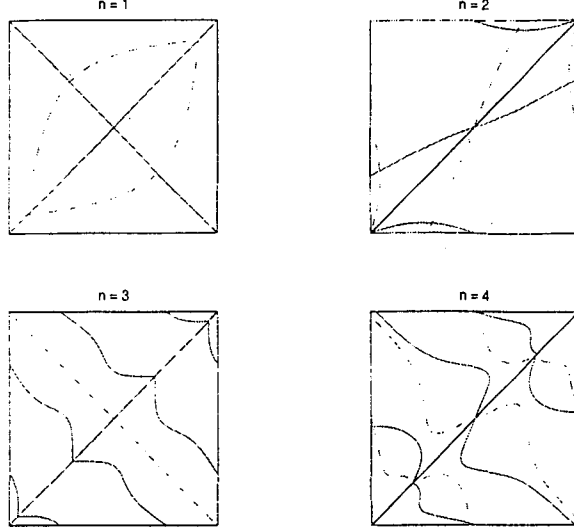 n = 1
n = 2
n = 3
n = 4